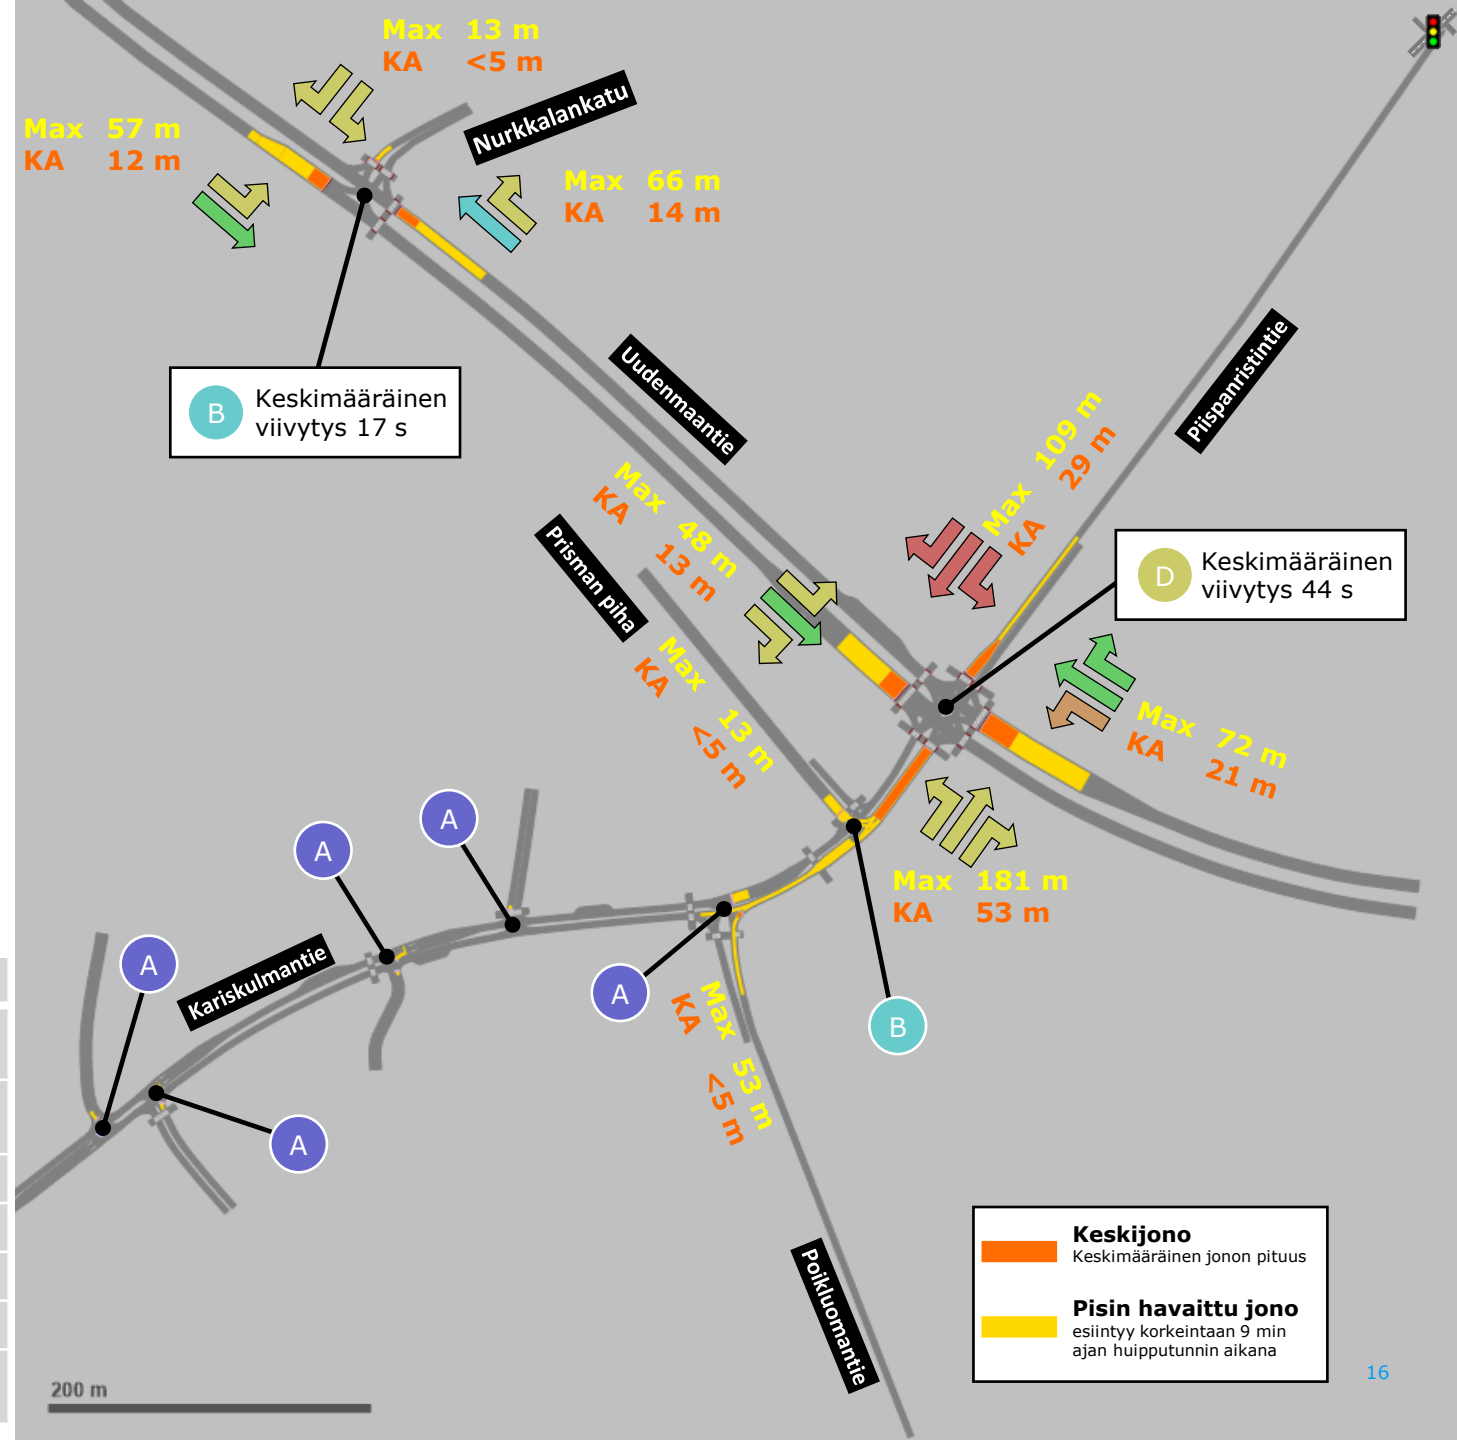 Max 13 m
KA <5 m
Nurkkalankatu
Max 57 m
KA 12 m
Max 66 m
KA 14 m
B
Keskimääräinen
viivytys 17 s
Uudenmaantie
Piispanristintie
Max 109 m
KA 29 m
Max 48 m
KA 13 m
Prisman piha
D
Keskimääräinen
viivytys 44 s
Max 13 m
KA <5 m
Max 72 m
KA 21 m
A
A
Max 181 m
KA 53 m
Kariskulmantie
A
A
B
Max 53 m
KA <5 m
A
Poikluomantie
Keskijono
Keskimääräinen jonon pituus
Pisin havaittu jono
esiintyy korkeintaan 9 min
ajan huipputunnin aikana
200 m
16